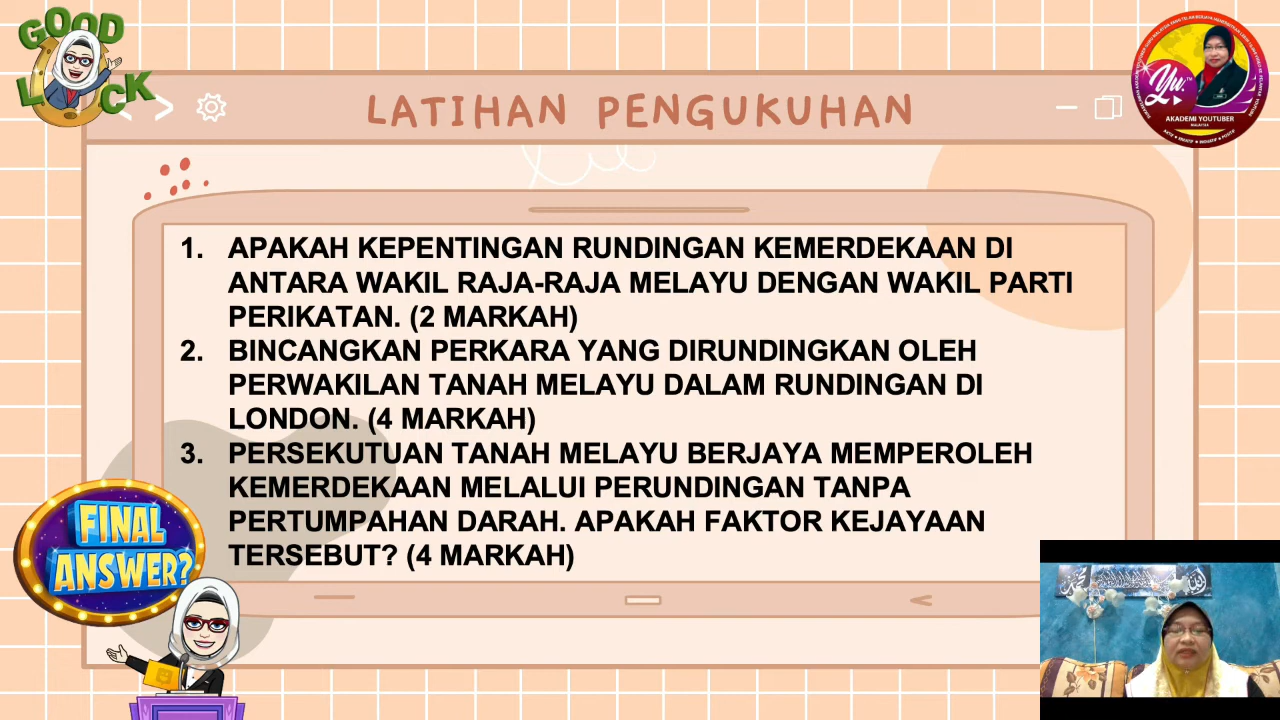 GOOD
LUCK
LATIHAN PENGUKUHAN
YM
AKADEMI YOUTUBER
MALAYSIA
1. APAKAH KEPENTINGAN RUNDINGAN KEMERDEKAAN DI
ANTARA WAKIL RAJA-RAJA MELAYU DENGAN WAKIL PARTI
PERIKATAN. (2 MARKAH)
2. BINCANGKAN PERKARA YANG DIRUNDINGKAN OLEH
PERWAKILAN TANAH MELAYU DALAM RUNDINGAN DI
LONDON. (4 MARKAH)
3. PERSEKUTUAN TANAH MELAYU BERJAYA MEMPEROLEH
KEMERDEKAAN MELALUI PERUNDINGAN TANPA
PERTUMPAHAN DARAH. APAKAH FAKTOR KEJAYAAN
TERSEBUT? (4 MARKAH)
FINAL
ANSWER?